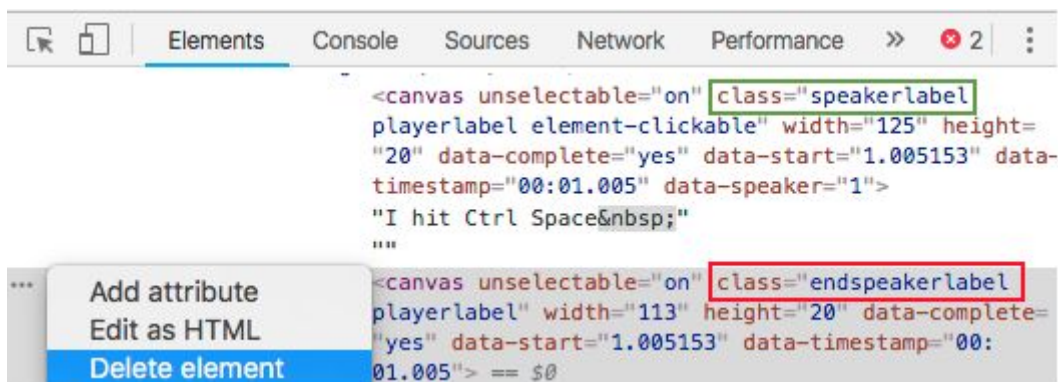 Elements Console Sources Network Performance » 2
<canvas unselectable="on" class="speakerlabel
playerlabel element-clickable" width="125" height=
"20" data-complete="yes" data-start="1.005153" data-
timestamp="00:01.005" data-speaker="1">
"I hit Ctrl Space&nbsp;"
""
... <canvas unselectable="on" class="endspeakerlabel
playerlabel" width="113" height="20" data-complete=
"yes" data-start="1.005153" data-timestamp="00:
01.005"> == $0
Add attribute
Edit as HTML
Delete element